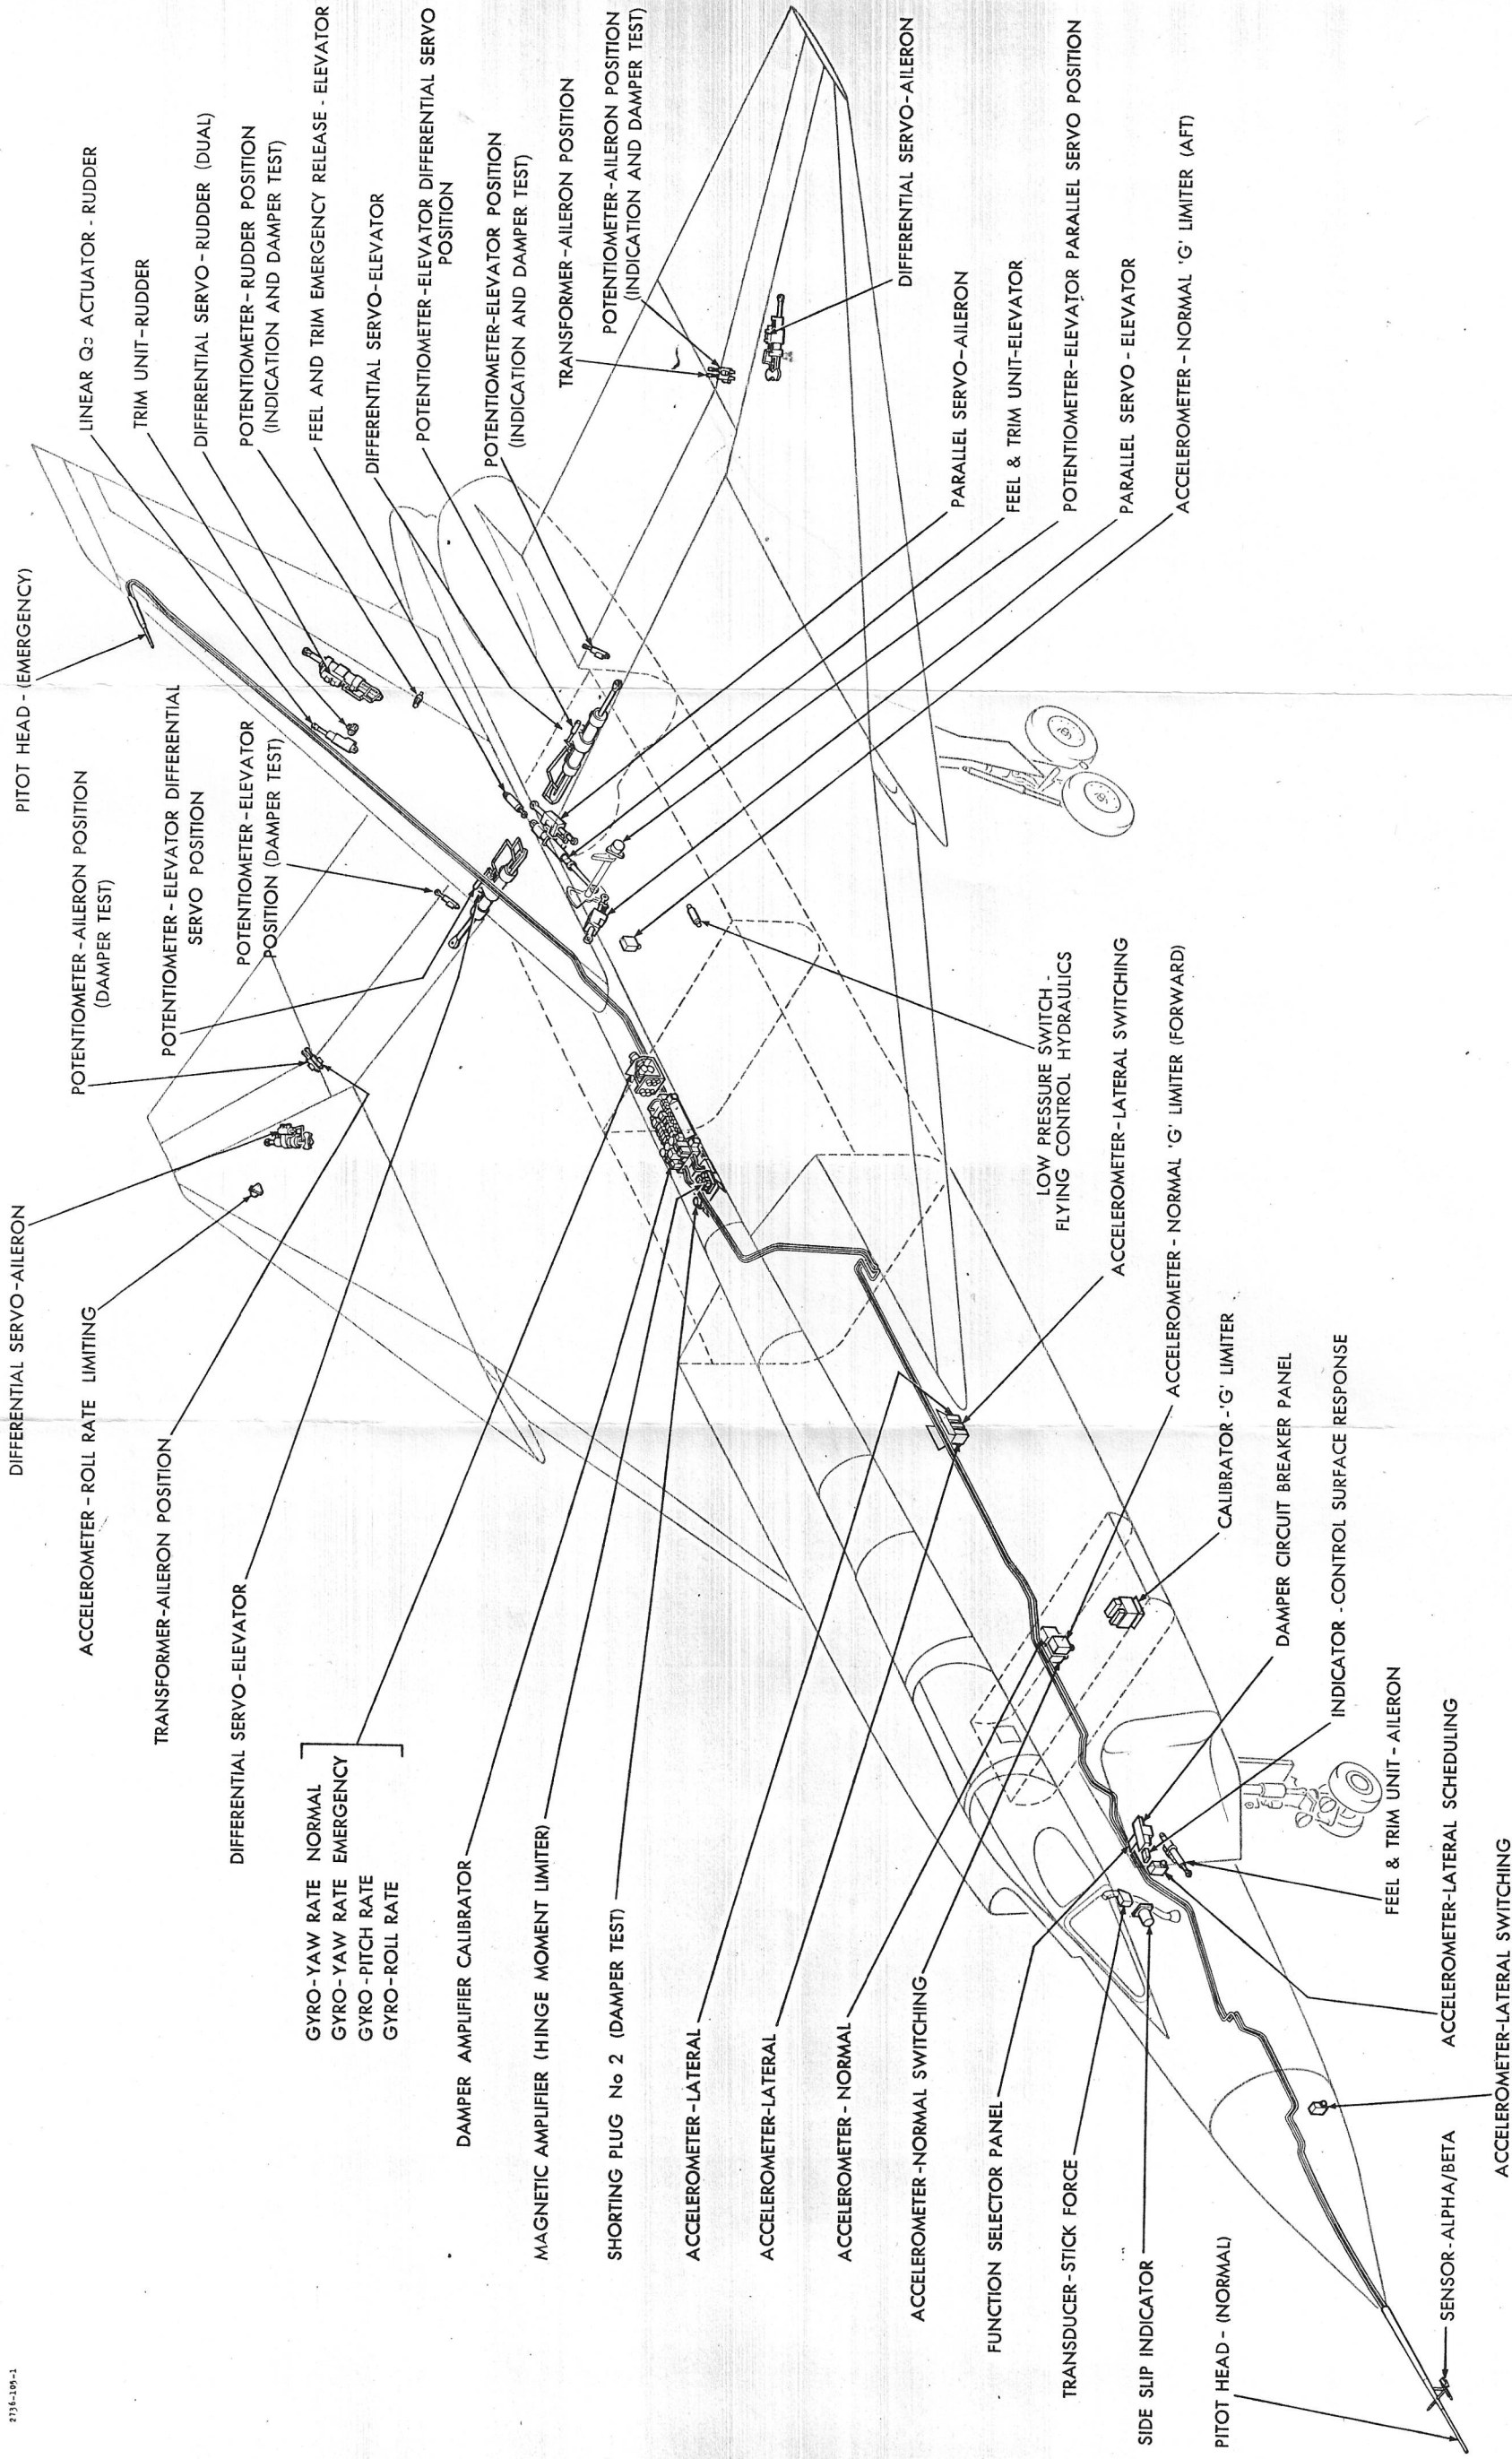 2736-105-1
PITOT HEAD - (EMERGENCY)
LINEAR Qc ACTUATOR - RUDDER
TRIM UNIT - RUDDER
DIFFERENTIAL SERVO - RUDDER (DUAL)
POTENTIOMETER - RUDDER POSITION
(INDICATION AND DAMPER TEST)
FEEL AND TRIM EMERGENCY RELEASE - ELEVATOR
DIFFERENTIAL SERVO - ELEVATOR
POTENTIOMETER - ELEVATOR DIFFERENTIAL SERVO
POSITION
POTENTIOMETER - ELEVATOR POSITION
(INDICATION AND DAMPER TEST)
TRANSFORMER - AILERON POSITION
POTENTIOMETER - AILERON POSITION
(INDICATION AND DAMPER TEST)
DIFFERENTIAL SERVO - AILERON
PARALLEL SERVO - AILERON
FEEL & TRIM UNIT - ELEVATOR
POTENTIOMETER - ELEVATOR PARALLEL SERVO POSITION
PARALLEL SERVO - ELEVATOR
ACCELEROMETER - NORMAL 'G' LIMITER (AFT)
POTENTIOMETER - AILERON POSITION
(DAMPER TEST)
POTENTIOMETER - ELEVATOR DIFFERENTIAL
SERVO POSITION
POTENTIOMETER - ELEVATOR
POSITION (DAMPER TEST)
DIFFERENTIAL SERVO - AILERON
ACCELEROMETER - ROLL RATE LIMITING
TRANSFORMER - AILERON POSITION
DIFFERENTIAL SERVO - ELEVATOR
GYRO - YAW RATE NORMAL
GYRO - YAW RATE EMERGENCY
GYRO - PITCH RATE
GYRO - ROLL RATE
DAMPER AMPLIFIER CALIBRATOR
MAGNETIC AMPLIFIER (HINGE MOMENT LIMITER)
SHORTING PLUG No 2 (DAMPER TEST)
ACCELEROMETER - LATERAL
ACCELEROMETER - LATERAL
ACCELEROMETER - NORMAL
ACCELEROMETER - NORMAL SWITCHING
FUNCTION SELECTOR PANEL
TRANSDUCER - STICK FORCE
SIDE SLIP INDICATOR
PITOT HEAD - (NORMAL)
LOW PRESSURE SWITCH -
FLYING CONTROL HYDRAULICS
ACCELEROMETER - LATERAL SWITCHING
ACCELEROMETER - NORMAL 'G' LIMITER (FORWARD)
CALIBRATOR - 'G' LIMITER
DAMPER CIRCUIT BREAKER PANEL
INDICATOR - CONTROL SURFACE RESPONSE
FEEL & TRIM UNIT - AILERON
ACCELEROMETER - LATERAL SCHEDULING
ACCELEROMETER - LATERAL SWITCHING
SENSOR - ALPHA/BETA